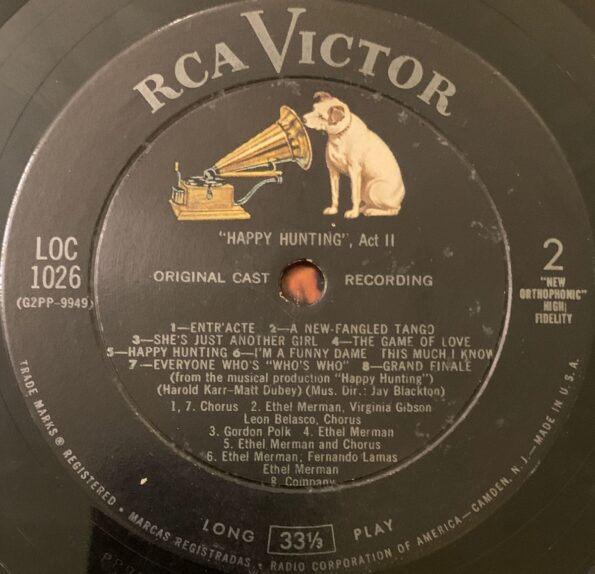 RCA VICTOR
"HAPPY HUNTING", Act II
LOC
1026
(G2PP-9949)
ORIGINAL CAST RECORDING
2
"NEW
ORTHOPHONIC"
HIGH
FIDELITY
1—ENTR'ACTE 2—A NEW-FANGLED TANGO
3—SHE'S JUST ANOTHER GIRL 4—THE GAME OF LOVE
5—HAPPY HUNTING 6—I'M A FUNNY DAME THIS MUCH I KNOW
7—EVERYONE WHO'S "WHO'S WHO" 8—GRAND FINALE
(from the musical production "Happy Hunting")
(Harold Karr-Matt Dubey) (Mus. Dir.: Jay Blackton)
1, 7. Chorus 2. Ethel Merman, Virginia Gibson
Leon Belasco, Chorus
3. Gordon Polk 4. Ethel Merman
5. Ethel Merman and Chorus
6. Ethel Merman; Fernando Lamas
Ethel Merman
8. Company
LONG 33⅓ PLAY
TRADE MARKS ® REGISTERED • MARCAS REGISTRADAS • RADIO CORPORATION OF AMERICA—CAMDEN, N. J.—MADE IN U. S. A.